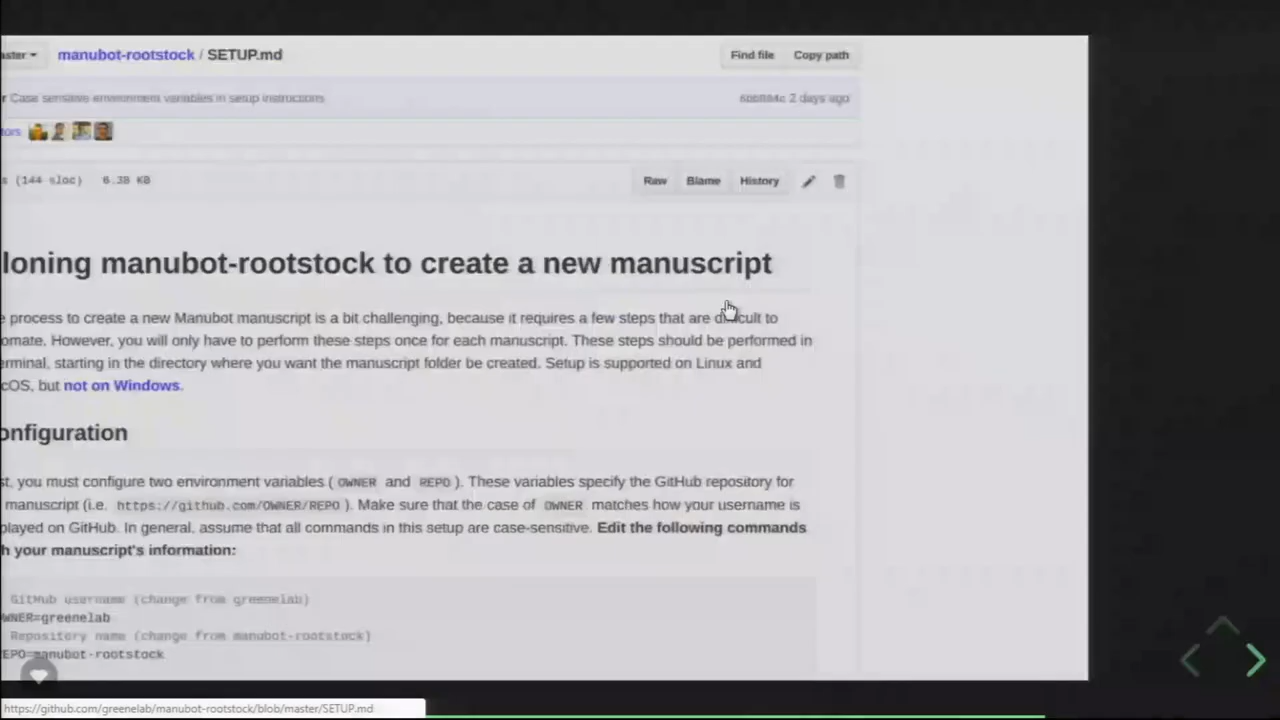 aster
manubot-rootstock / SETUP.md
Find file
Copy path
r Case sensitive environment variables in setup instructions
2 days ago
tors
s (144 sloc) 6.38 KB
Raw
Blame
History
loning manubot-rootstock to create a new manuscript
e process to create a new Manubot manuscript is a bit challenging, because it requires a few steps that are difficult to
omate. However, you will only have to perform these steps once for each manuscript. These steps should be performed in
erminal, starting in the directory where you want the manuscript folder be created. Setup is supported on Linux and
cOS, but not on Windows.
onfiguration
st, you must configure two environment variables ( OWNER and REPO ). These variables specify the GitHub repository for
manuscript (i.e. https://github.com/OWNER/REPO ). Make sure that the case of OWNER matches how your username is
played on GitHub. In general, assume that all commands in this setup are case-sensitive. Edit the following commands
h your manuscript's information:
GitHub username (change from greenelab)
WNER=greenelab
Repository name (change from manubot-rootstock)
EPO=manubot-rootstock
https://github.com/greenelab/manubot-rootstock/blob/master/SETUP.md